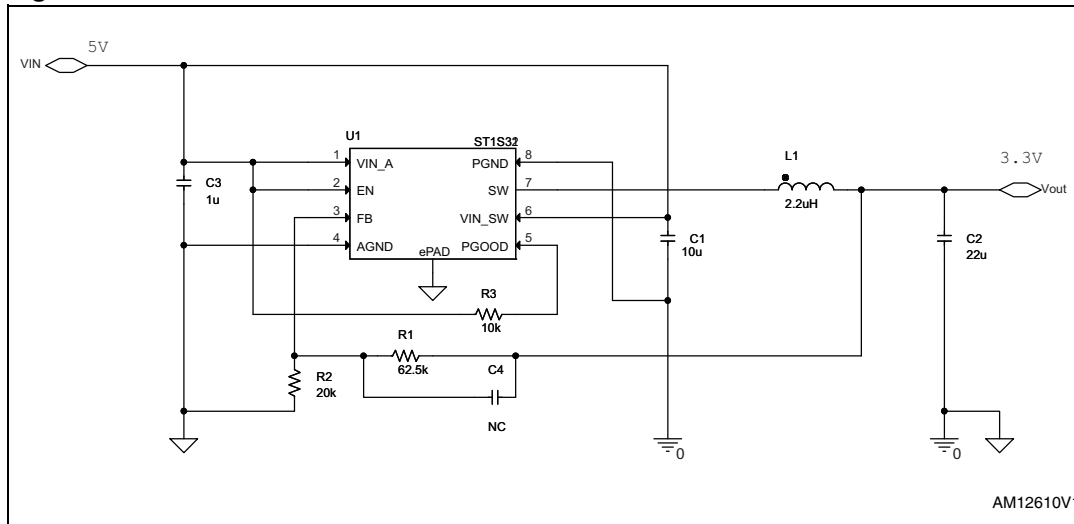 5V
VIN
U1
ST1S32
1
VIN_A
PGND
8
2
EN
SW
7
3
FB
VIN_SW
6
4
AGND
PGOOD
5
ePAD
C3
1u
L1
2.2uH
3.3V
Vout
C1
10u
C2
22u
R3
10k
R1
62.5k
C4
NC
R2
20k
0
0
AM12610V1